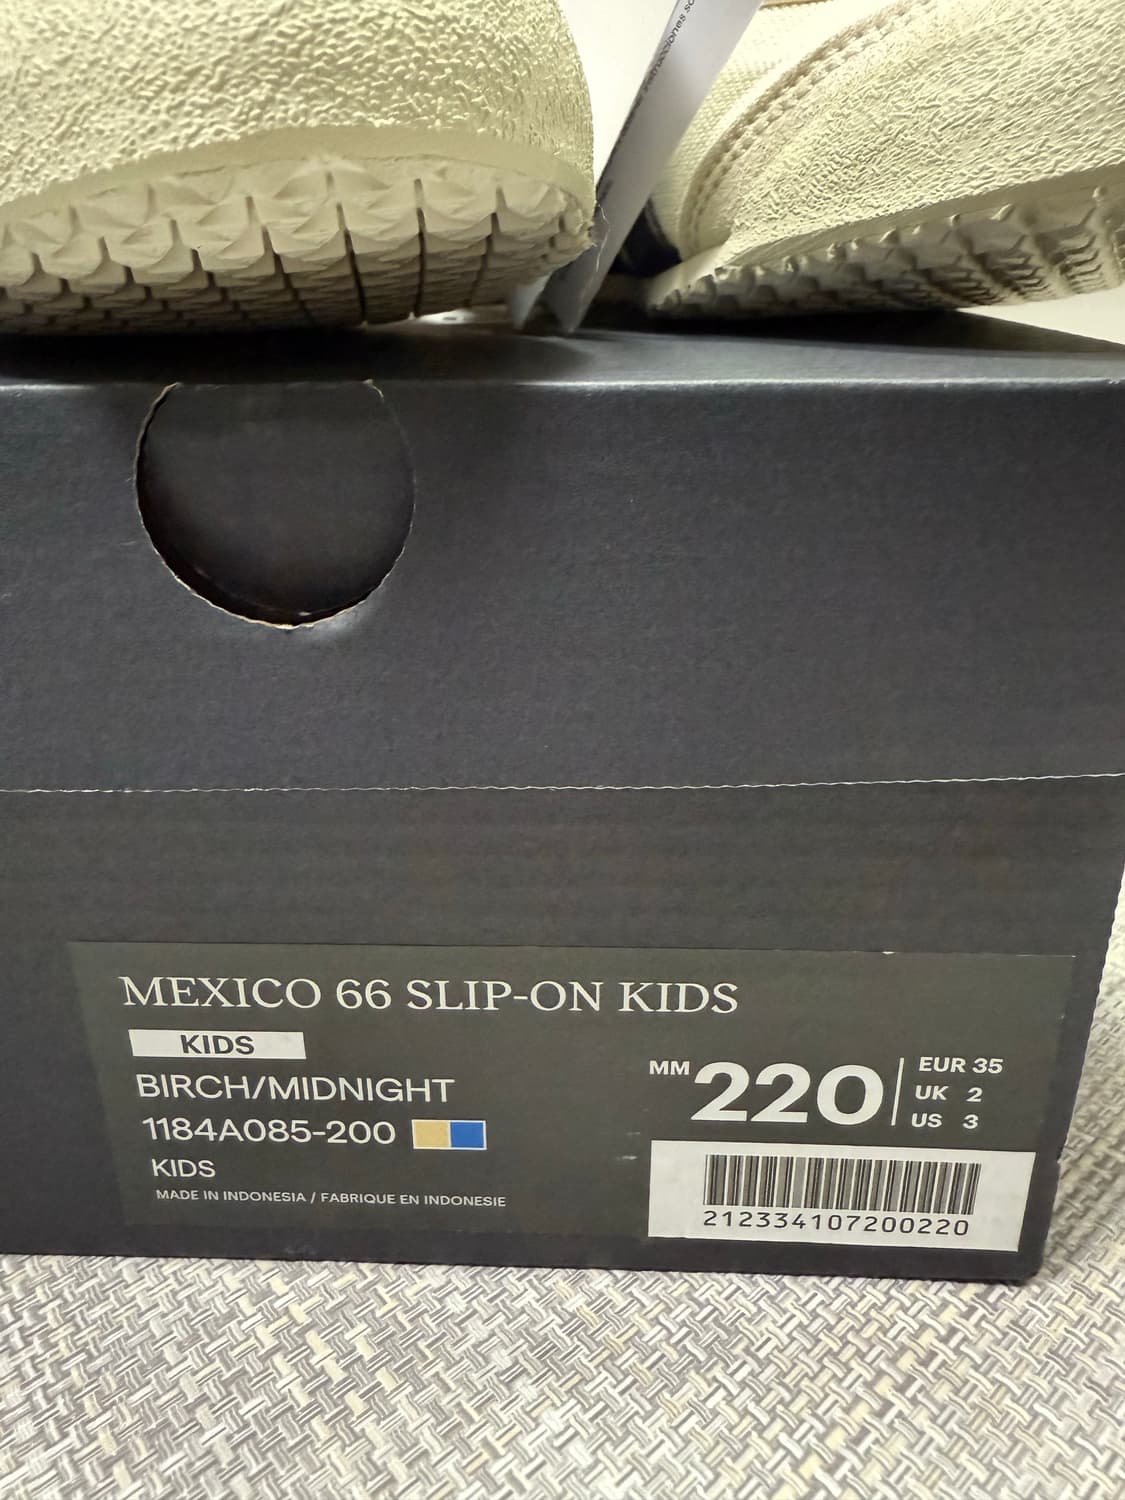 MEXICO 66 SLIP-ON KIDS
KIDS
BIRCH/MIDNIGHT
1184A085-200
KIDS
MADE IN INDONESIA / FABRIQUE EN INDONESIE
MM 220
EUR 35
UK 2
US 3
212334107200220